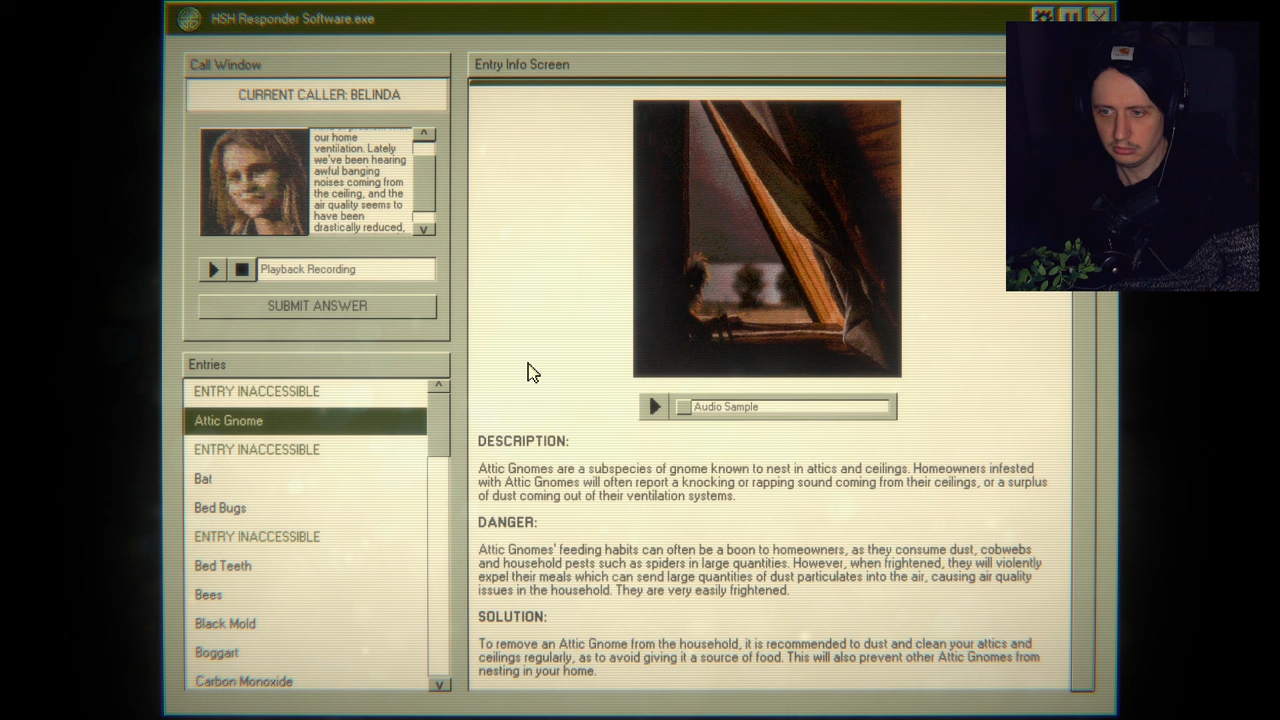 HSH Responder Software.exe
Call Window
CURRENT CALLER: BELINDA
our home
ventilation. Lately
we've been hearing
awful banging
noises coming from
the ceiling, and the
air quality seems to
have been
drastically reduced,
Playback Recording
SUBMIT ANSWER
Entries
ENTRY INACCESSIBLE
Attic Gnome
ENTRY INACCESSIBLE
Bat
Bed Bugs
ENTRY INACCESSIBLE
Bed Teeth
Bees
Black Mold
Boggart
Carbon Monoxide
Entry Info Screen
Audio Sample
DESCRIPTION:
Attic Gnomes are a subspecies of gnome known to nest in attics and ceilings. Homeowners infested
with Attic Gnomes will often report a knocking or rapping sound coming from their ceilings, or a surplus
of dust coming out of their ventilation systems.
DANGER:
Attic Gnomes' feeding habits can often be a boon to homeowners, as they consume dust, cobwebs
and household pests such as spiders in large quantities. However, when frightened, they will violently
expel their meals which can send large quantities of dust particulates into the air, causing air quality
issues in the household. They are very easily frightened.
SOLUTION:
To remove an Attic Gnome from the household, it is recommended to dust and clean your attics and
ceilings regularly, as to avoid giving it a source of food. This will also prevent other Attic Gnomes from
nesting in your home.